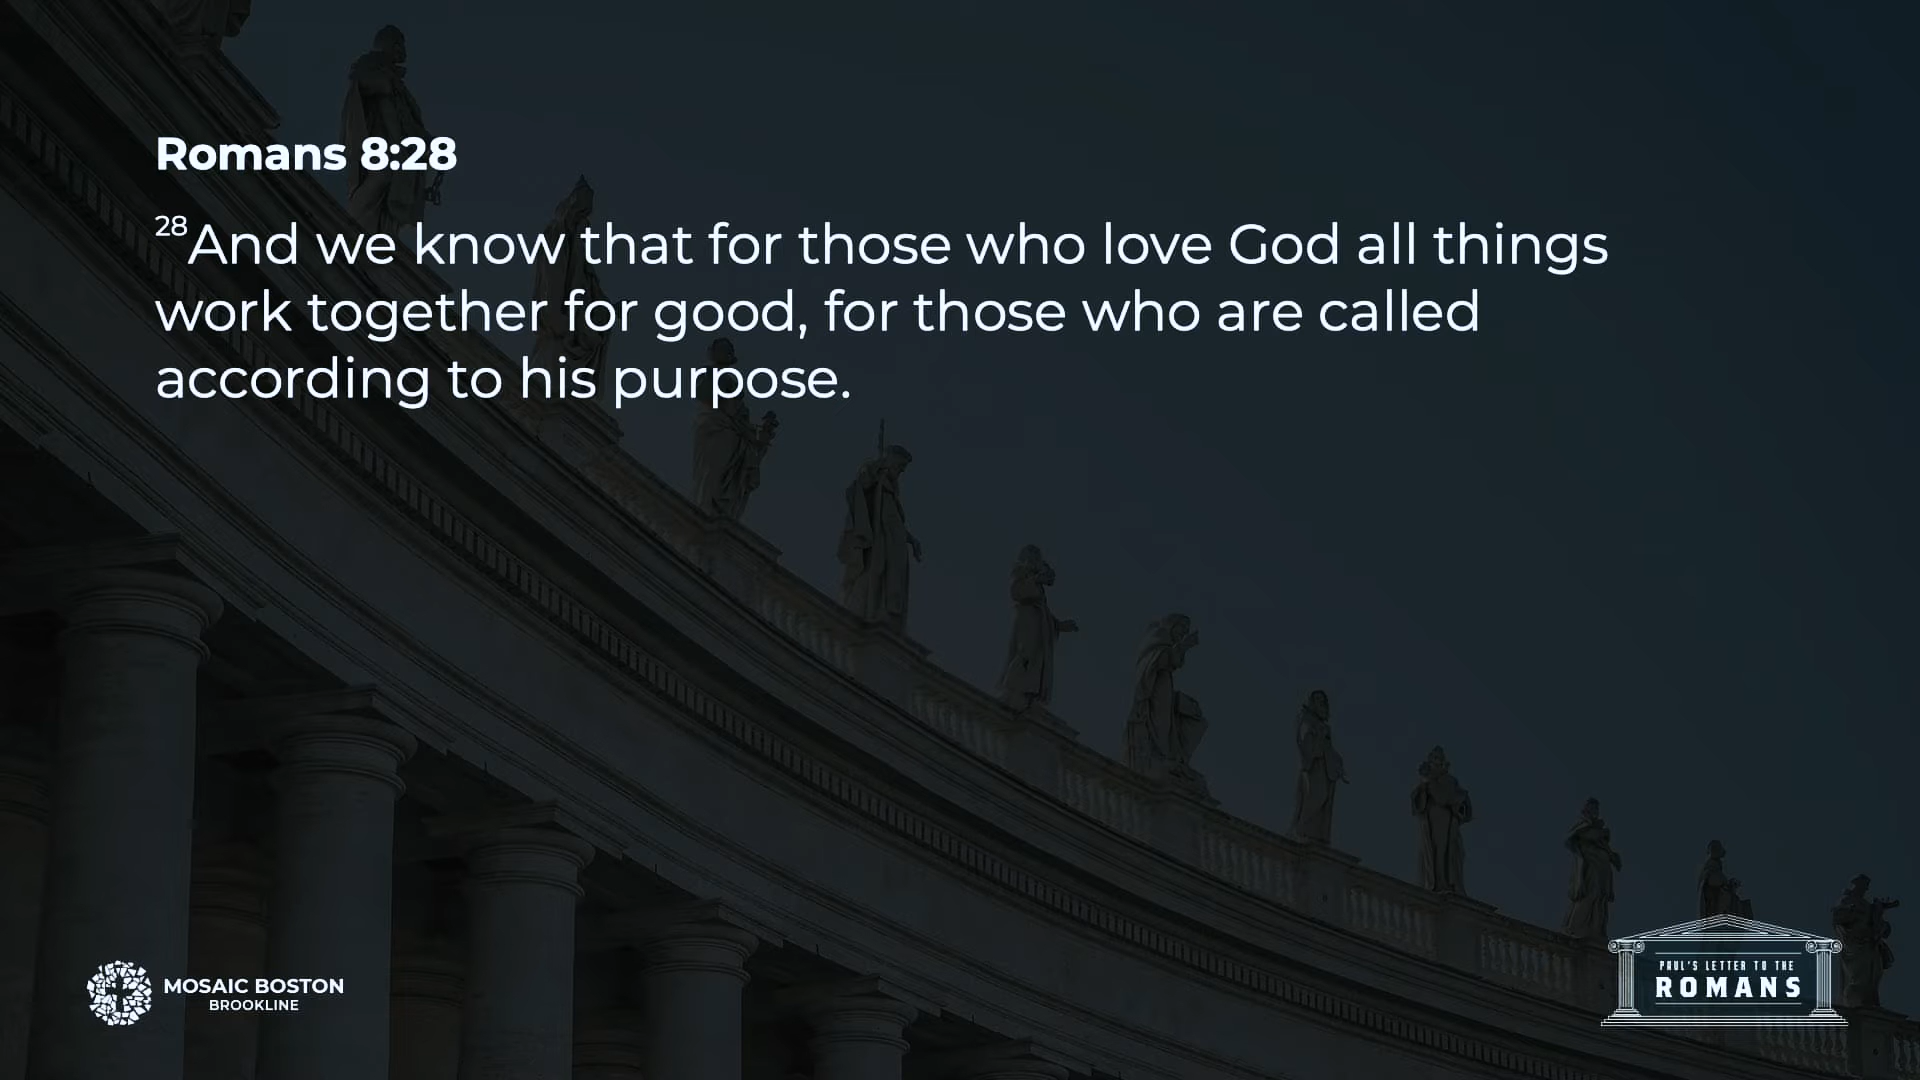 Romans 8:28
28And we know that for those who love God all things
work together for good, for those who are called
according to his purpose.
MOSAIC BOSTON
BROOKLINE
PAUL'S LETTER TO THE
ROMANS